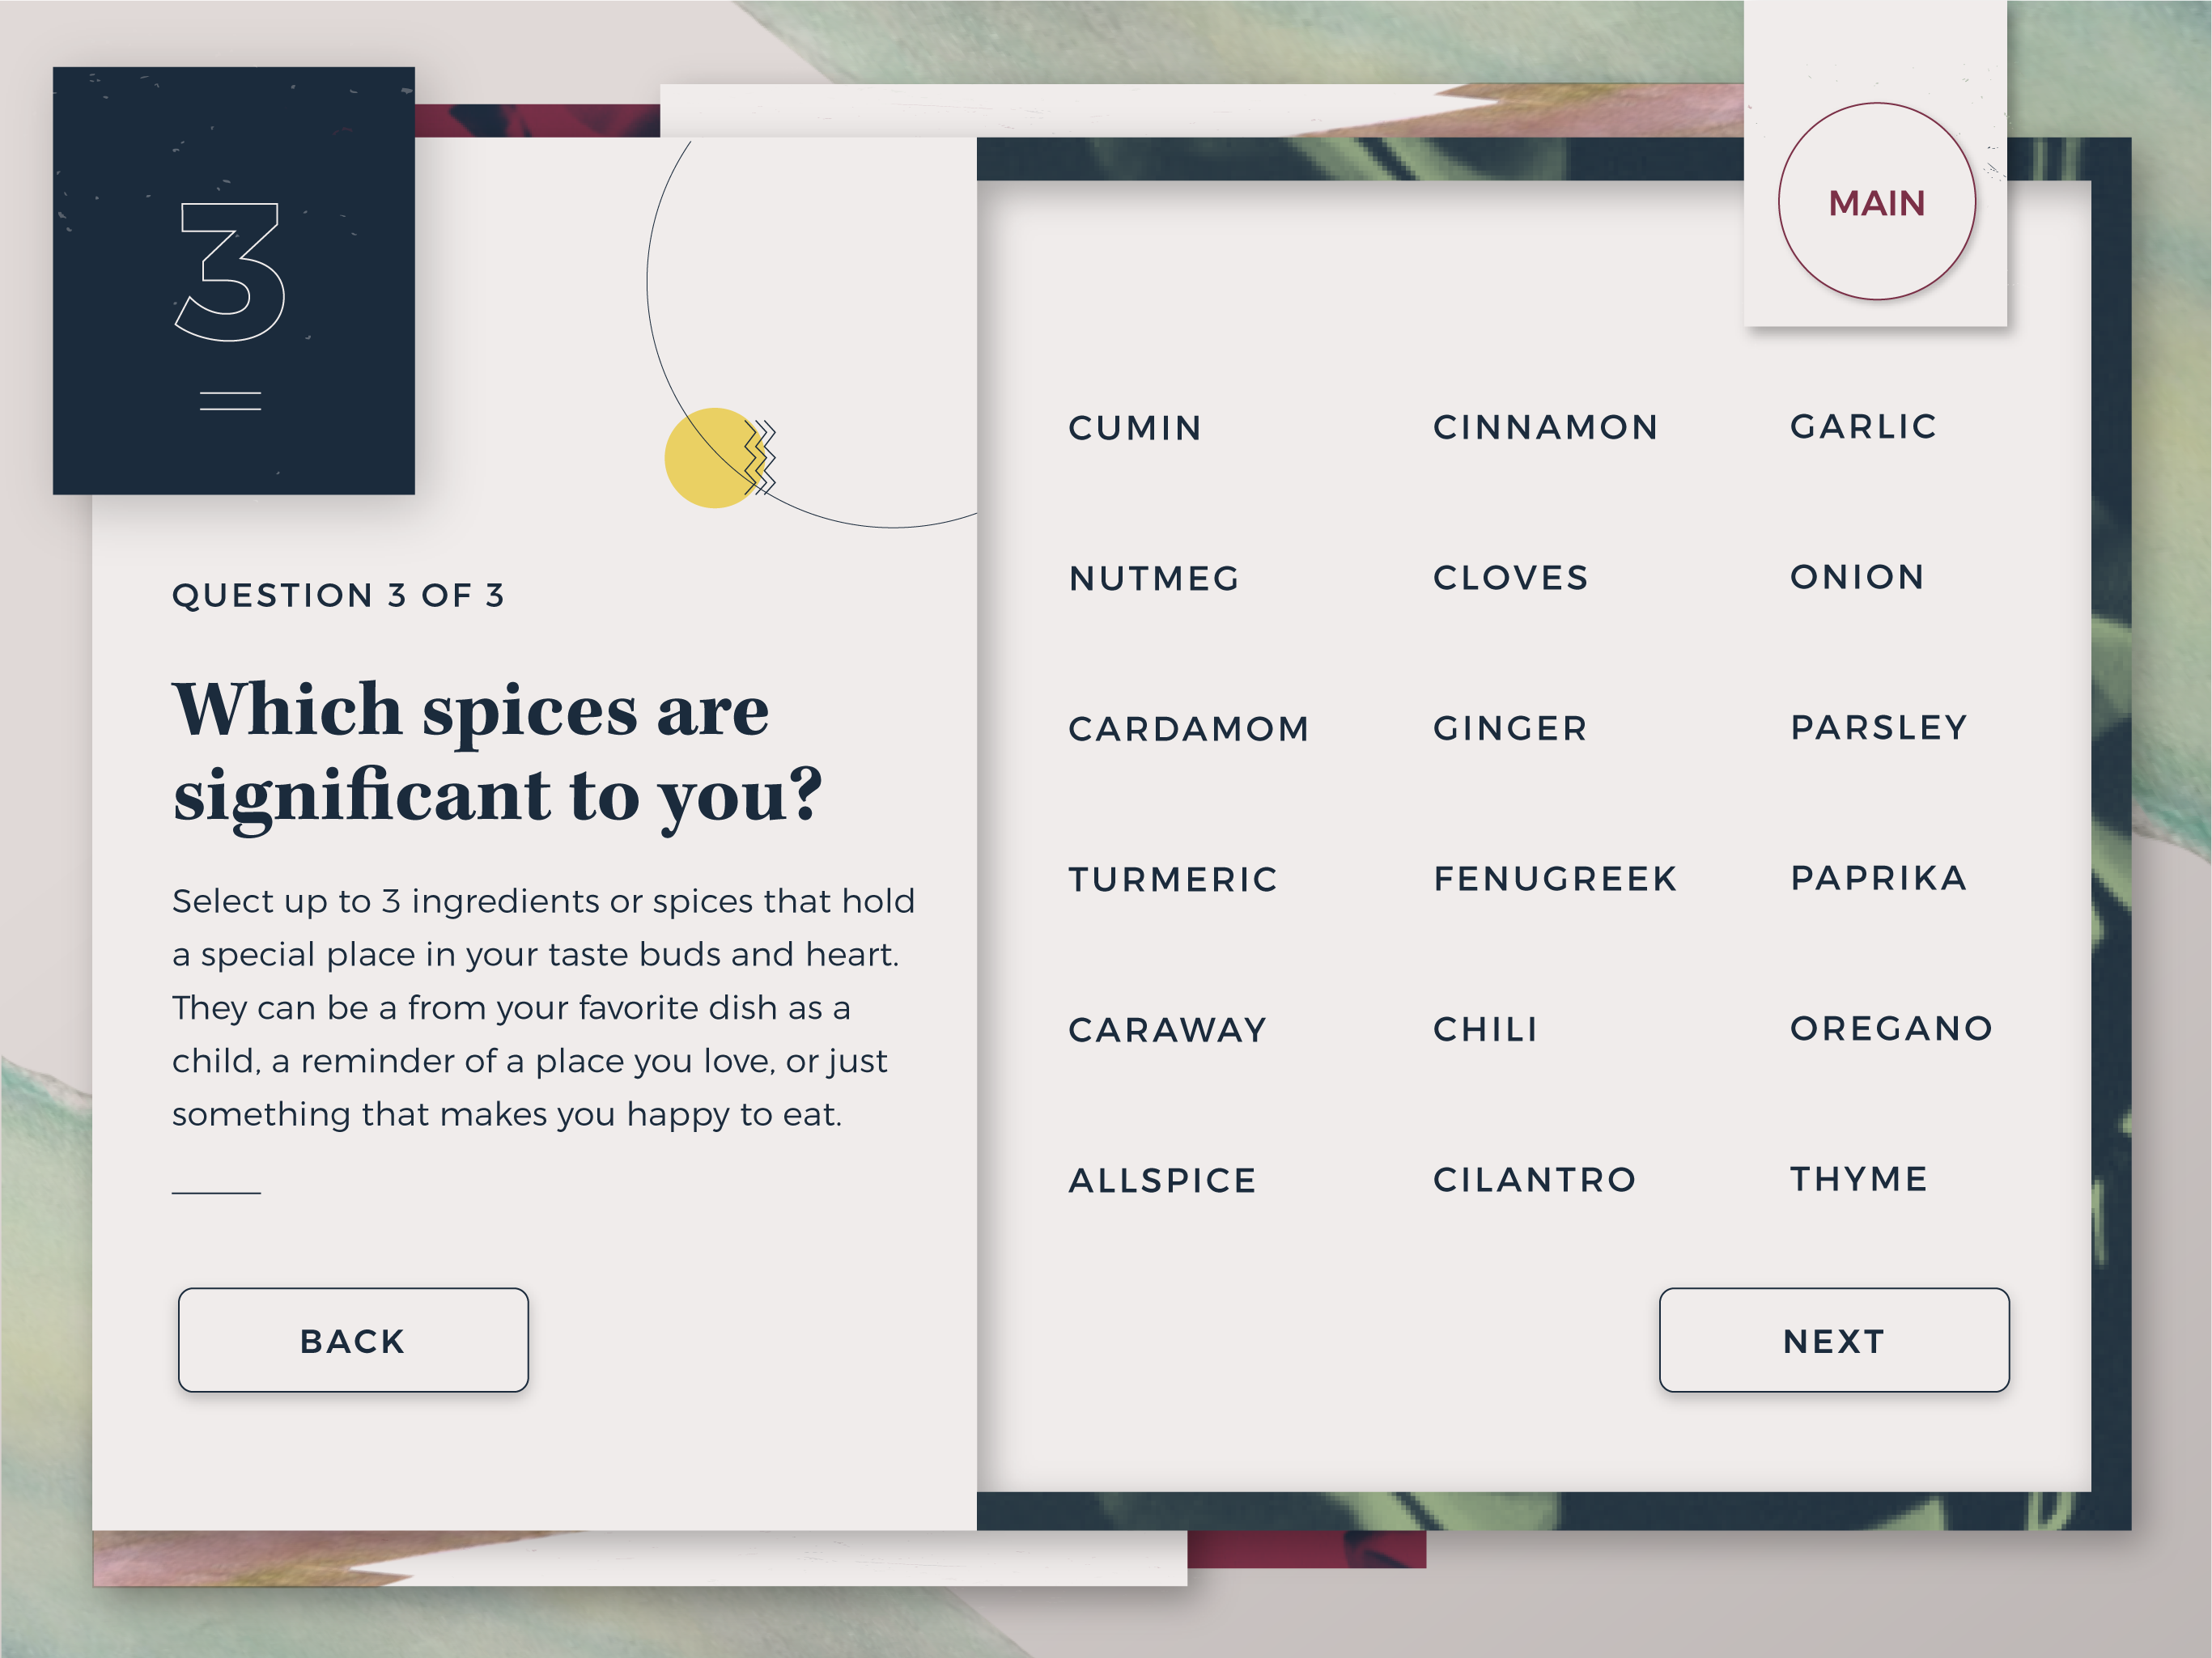 3
MAIN
QUESTION 3 OF 3
Which spices are
significant to you?
Select up to 3 ingredients or spices that hold
a special place in your taste buds and heart.
They can be a from your favorite dish as a
child, a reminder of a place you love, or just
something that makes you happy to eat.
BACK
CUMIN CINNAMON GARLIC
NUTMEG CLOVES ONION
CARDAMOM GINGER PARSLEY
TURMERIC FENUGREEK PAPRIKA
CARAWAY CHILI OREGANO
ALLSPICE CILANTRO THYME
NEXT